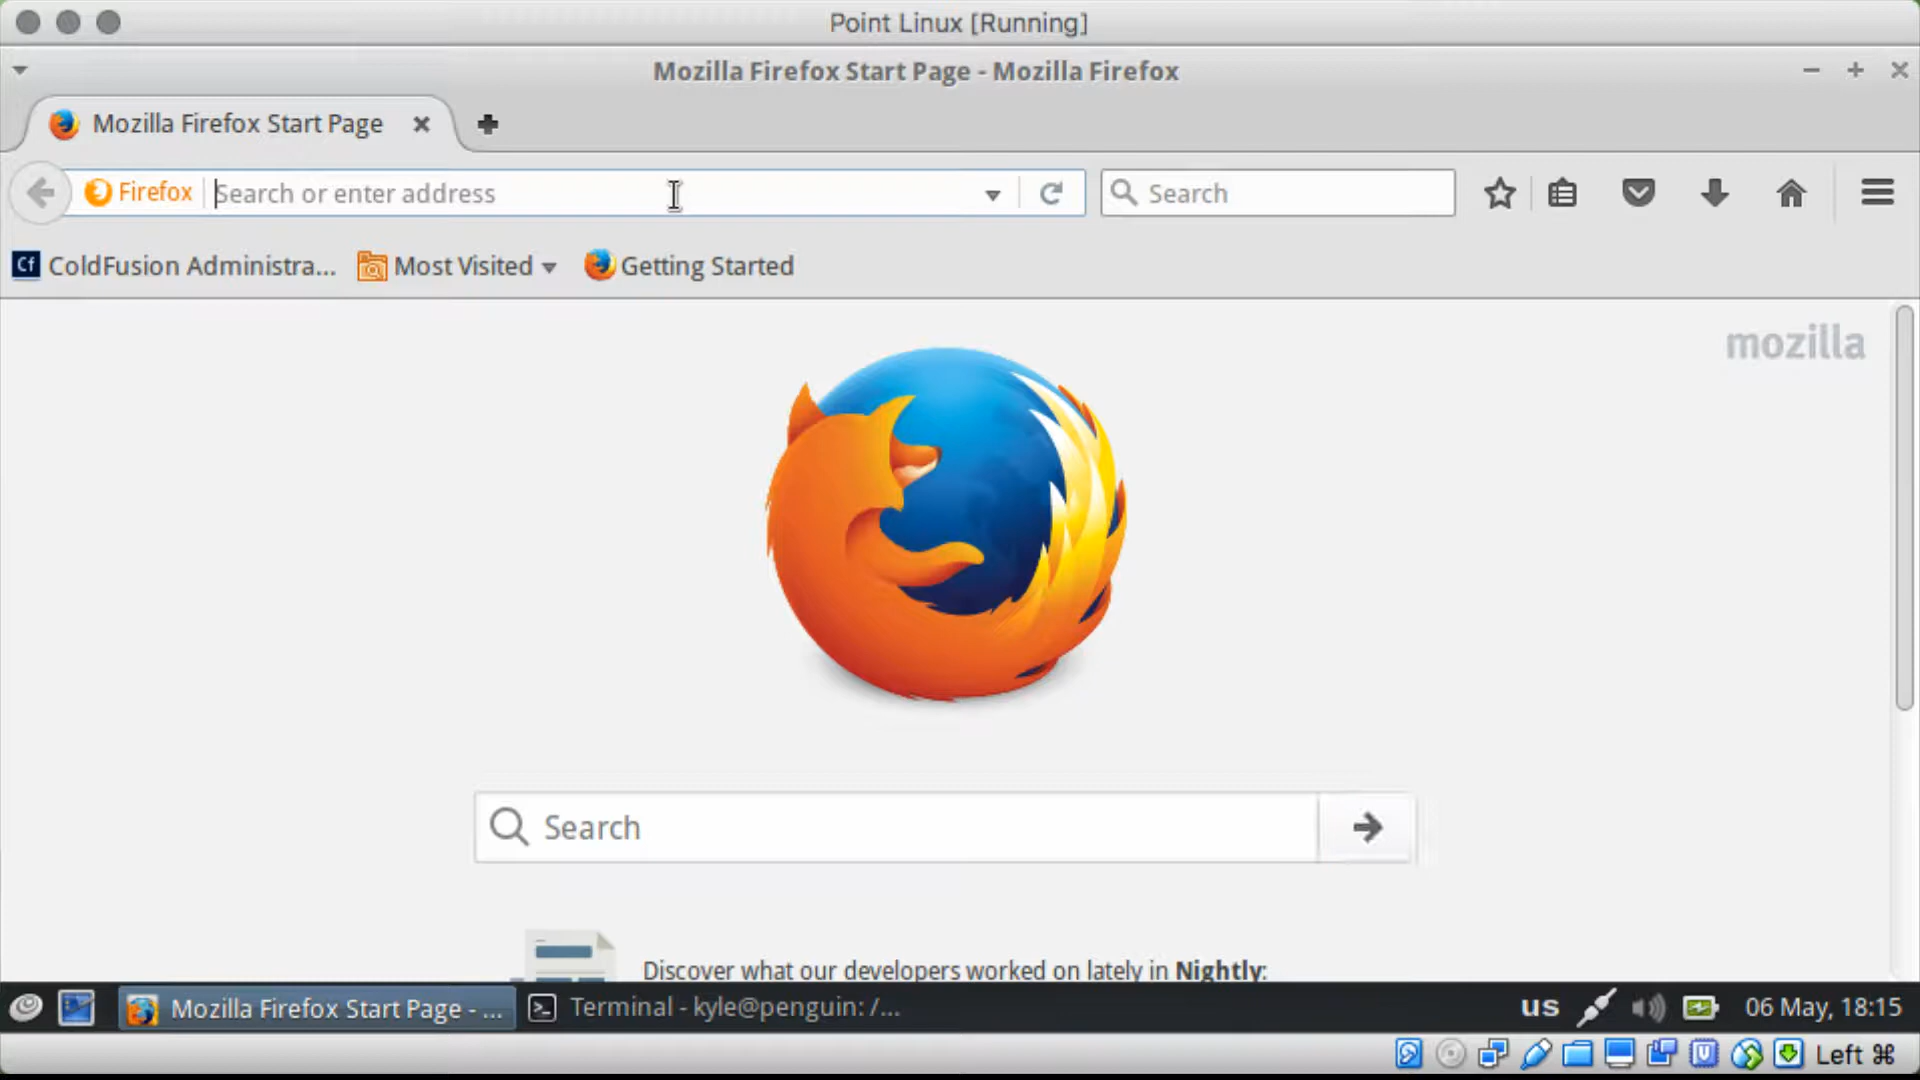 Point Linux [Running]
Mozilla Firefox Start Page - Mozilla Firefox
Mozilla Firefox Start Page
Firefox Search or enter address
Search
Cf ColdFusion Administra...
Most Visited
Getting Started
mozilla
Search
Discover what our developers worked on lately in Nightly:
Mozilla Firefox Start Page - ...
Terminal - kyle@penguin: /...
us
06 May, 18:15
Left ⌘